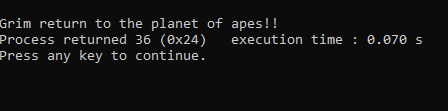 Grim return to the planet of apes!!
Process returned 36 (0x24)   execution time : 0.070 s
Press any key to continue.